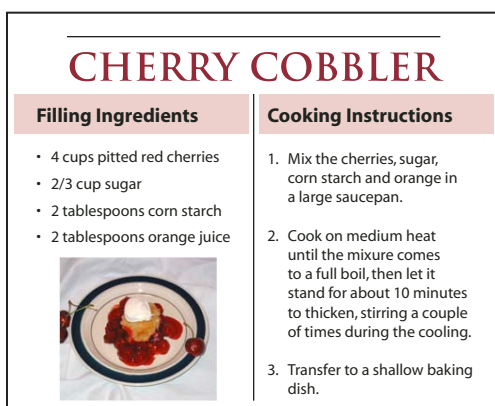 CHERRY COBBLER
Filling Ingredients
• 4 cups pitted red cherries
• 2/3 cup sugar
• 2 tablespoons corn starch
• 2 tablespoons orange juice
Cooking Instructions
1. Mix the cherries, sugar,
corn starch and orange in
a large saucepan.
2. Cook on medium heat
until the mixure comes
to a full boil, then let it
stand for about 10 minutes
to thicken, stirring a couple
of times during the cooling.
3. Transfer to a shallow baking
dish.